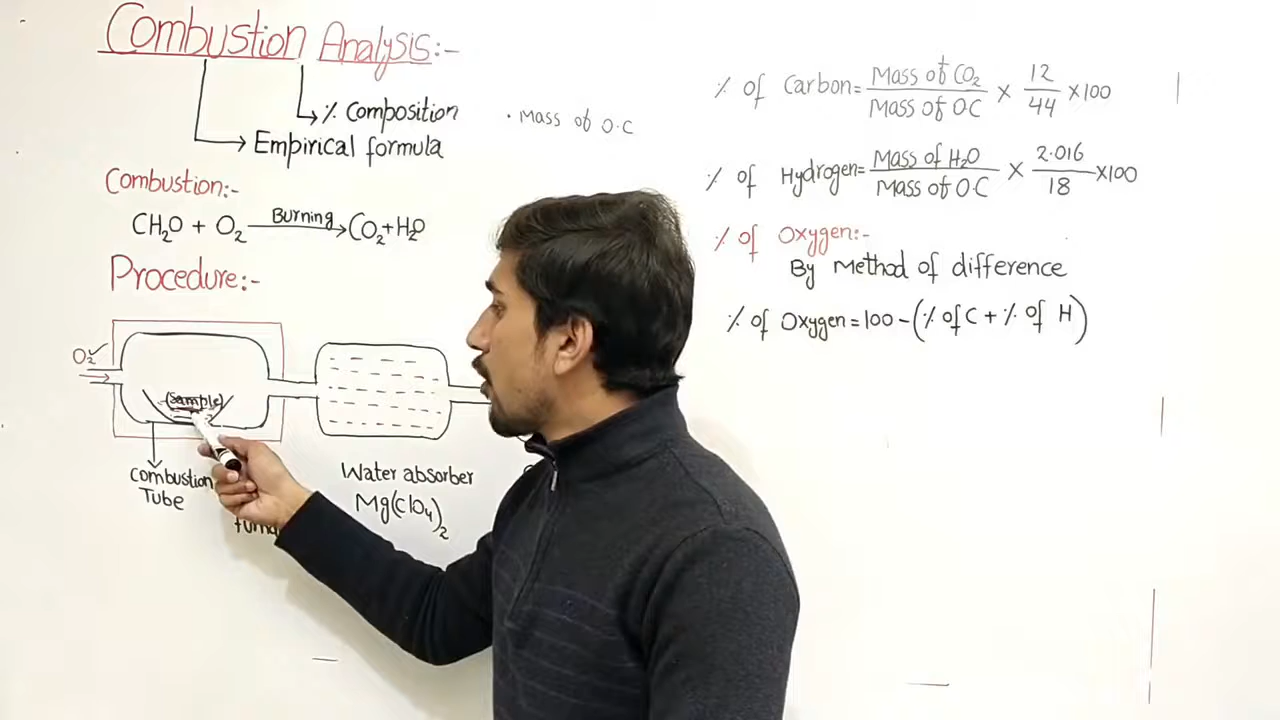 Combustion Analysis:-
% Composition
Empirical formula
• Mass of O.C
Combustion:-
CH₂O + O₂ Burning → CO₂ + H₂O
Procedure:-
O₂ ✓
(Sample)
Combustion
Tube
Water absorber
Mg(ClO₄)₂
% of Carbon = Mass of CO₂ / Mass of O.C × 12 / 44 × 100
% of Hydrogen = Mass of H₂O / Mass of O.C × 2.016 / 18 × 100
% of Oxygen:-
By Method of difference
% of Oxygen = 100 - (% of C + % of H)